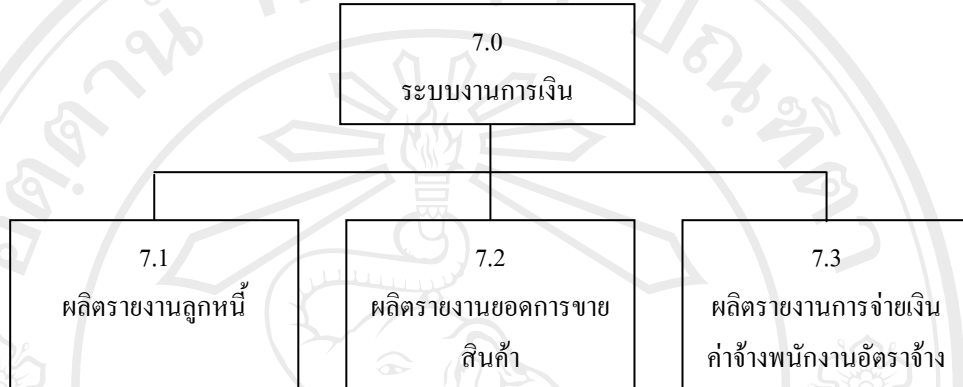 7.0
ระบบงานการเงิน
7.1
ผลิตรายงานลูกหนี้
7.2
ผลิตรายงานยอดการขาย
สินค้า
7.3
ผลิตรายงานการจ่ายเงิน
ค่าจ้างพนักงานอัตราจ้าง